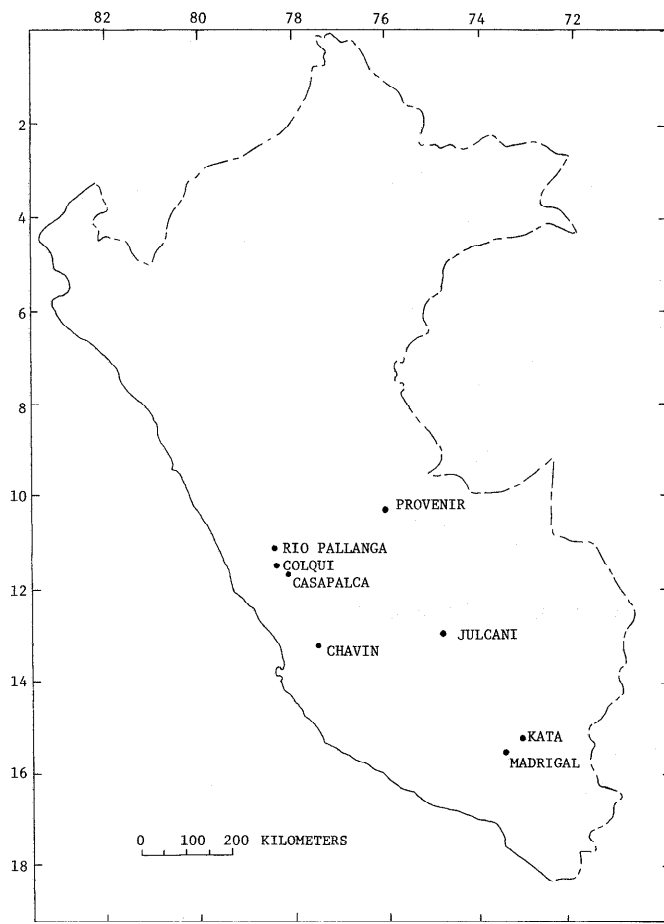 82 80 78 76 74 72
2
4
6
8
10
PROVENIR
RIO PALLANGA
COLQUI
12
CASAPALCA
JULCANI
CHAVIN
14
KATA
MADRIGAL
16
0 100 200 KILOMETERS
18